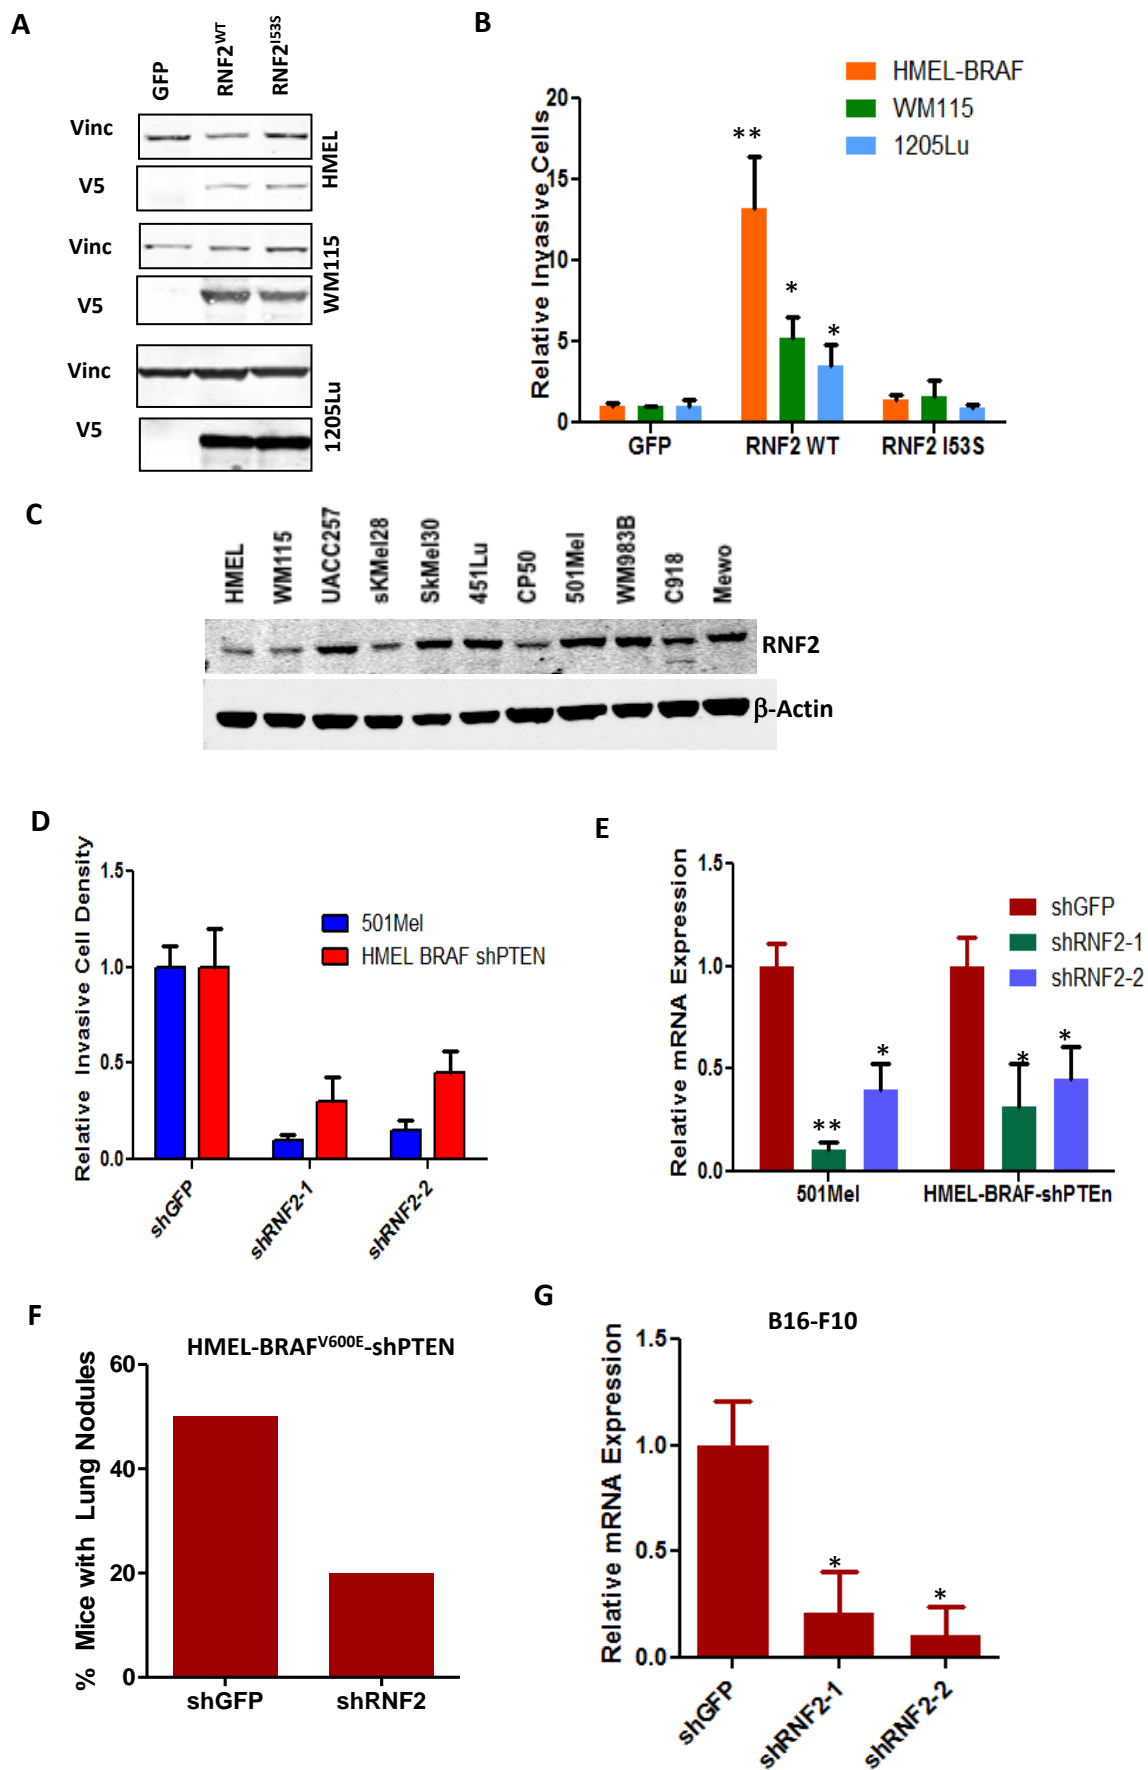 A
GFP
RNF2WT
RNF2I53S
Vinc
V5
HMEL
Vinc
V5
WM115
Vinc
V5
1205Lu
B
HMEL-BRAF
WM115
1205Lu
Relative Invasive Cells
20
15
10
5
0
**
*
*
GFP
RNF2 WT
RNF2 I53S
C
HMEL
WM115
UACC257
sKMel28
SkMel30
451Lu
CP50
501Mel
WM983B
C918
Mewo
RNF2
β-Actin
D
Relative Invasive Cell Density
1.5
1.0
0.5
0.0
501Mel
HMEL BRAF shPTEN
shGFP
shRNF2-1
shRNF2-2
E
Relative mRNA Expression
1.5
1.0
0.5
0.0
shGFP
shRNF2-1
shRNF2-2
**
*
*
*
501Mel
HMEL-BRAF-shPTEn
F
HMEL-BRAFV600E-shPTEN
% Mice with Lung Nodules
60
40
20
0
shGFP
shRNF2
G
B16-F10
Relative mRNA Expression
1.5
1.0
0.5
0.0
*
*
shGFP
shRNF2-1
shRNF2-2